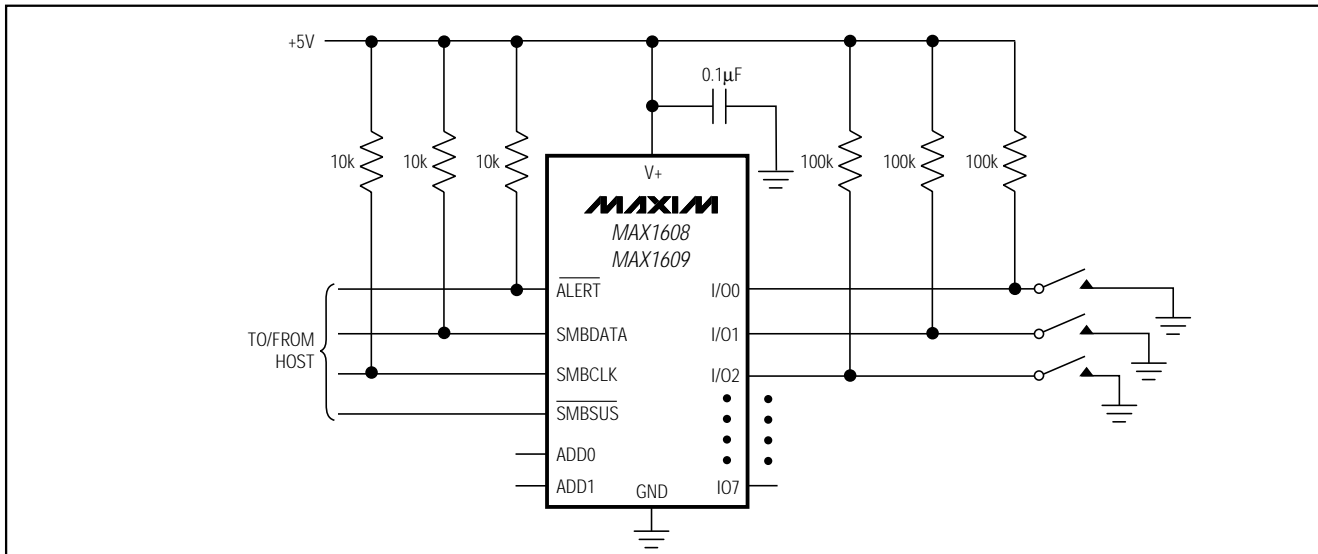 +5V
0.1μF
10k
10k
10k
100k
100k
100k
V+
MAXIM
MAX1608
MAX1609
ALERT
I/O0
SMBDATA
I/O1
TO/FROM
HOST
SMBCLK
I/O2
SMBSUS
ADD0
ADD1
GND
IO7